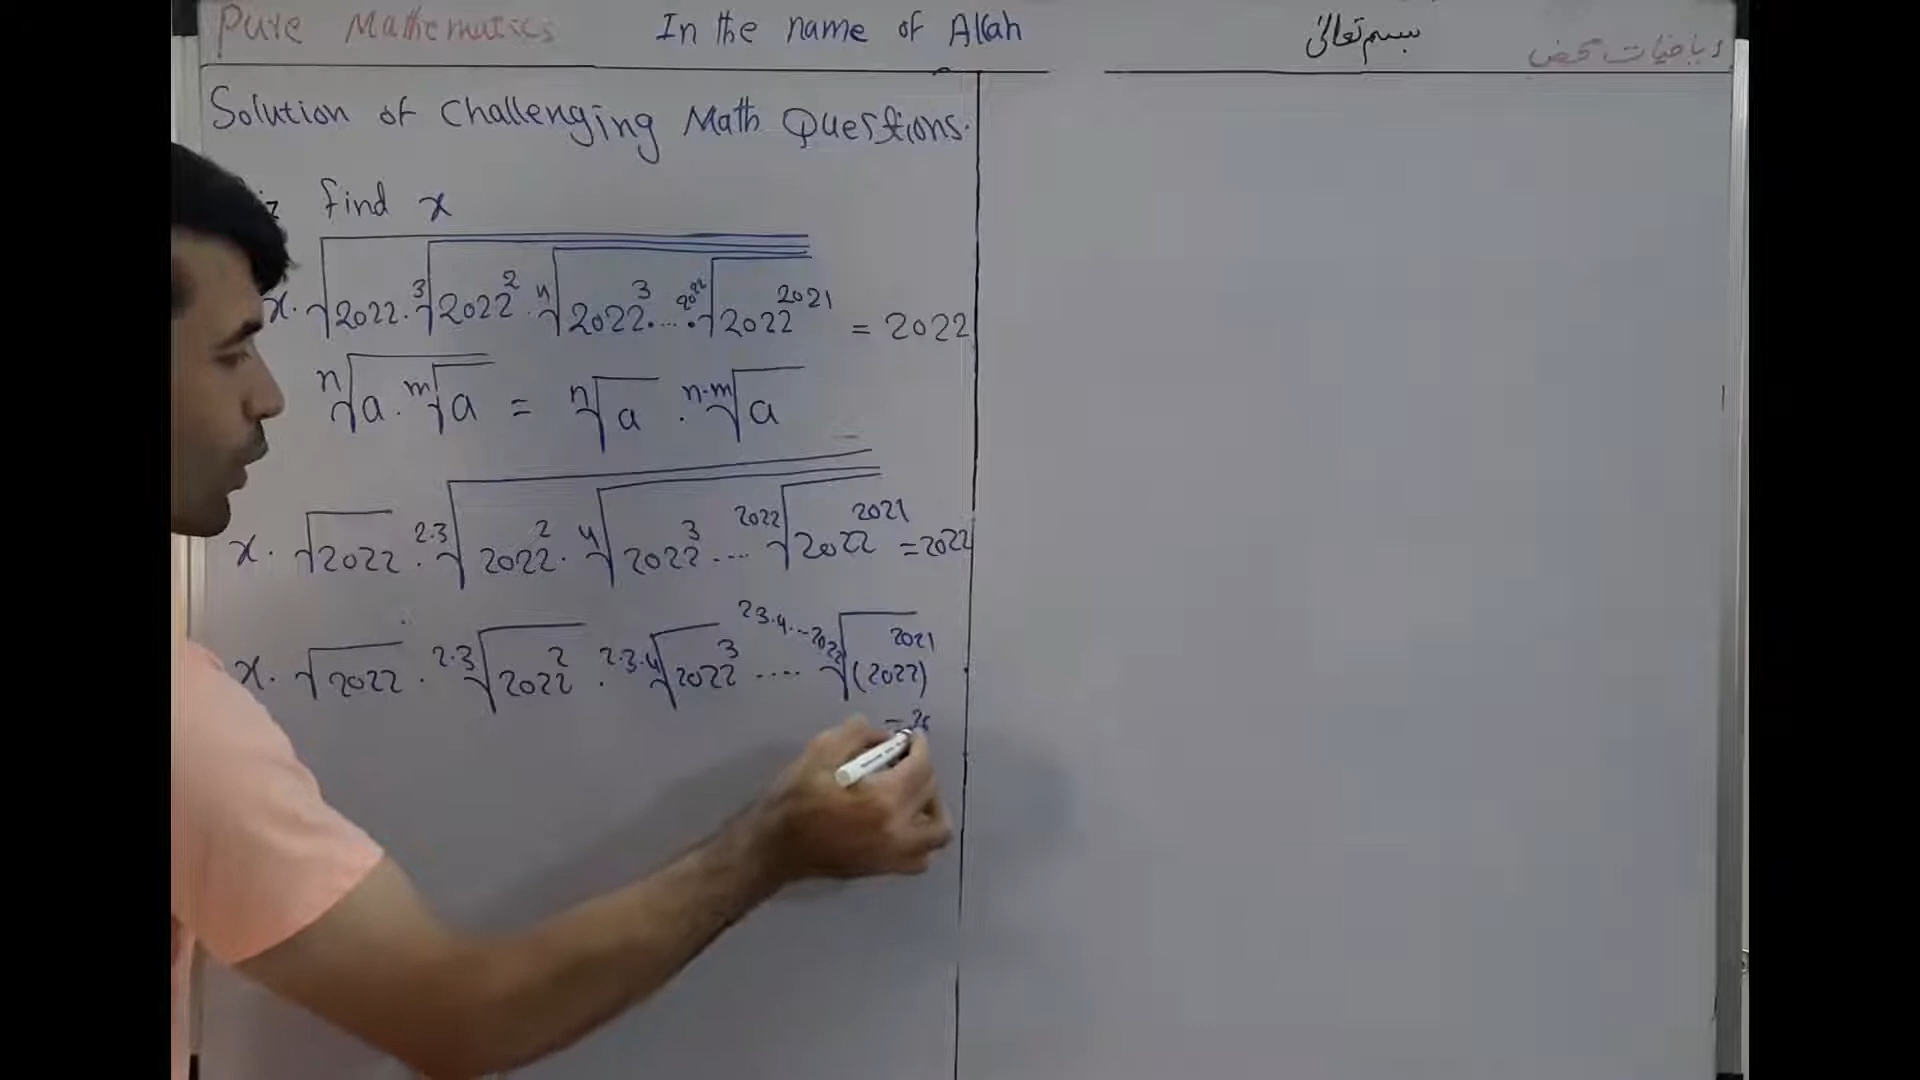 Pure Mathematics In the name of Allah بسم تعالیٰ ریاضیات محض
Solution of Challenging Math Questions.
find x
x. √2022. ³√2022² . ⁴√2022³.... ²⁰²²√2022²⁰²¹ = 2022
ⁿ√a. ᵐ√a = ⁿ√a . ⁿ·ᵐ√a
x. √2022 . ²·³√2022². ⁴√2022³.... ²⁰²²√2022²⁰²¹ =2022
x. √2022 . ²·³√2022² . ²·³·⁴√2022³ .... ²³·⁴·⋯²⁰²²√(2022)²⁰²¹